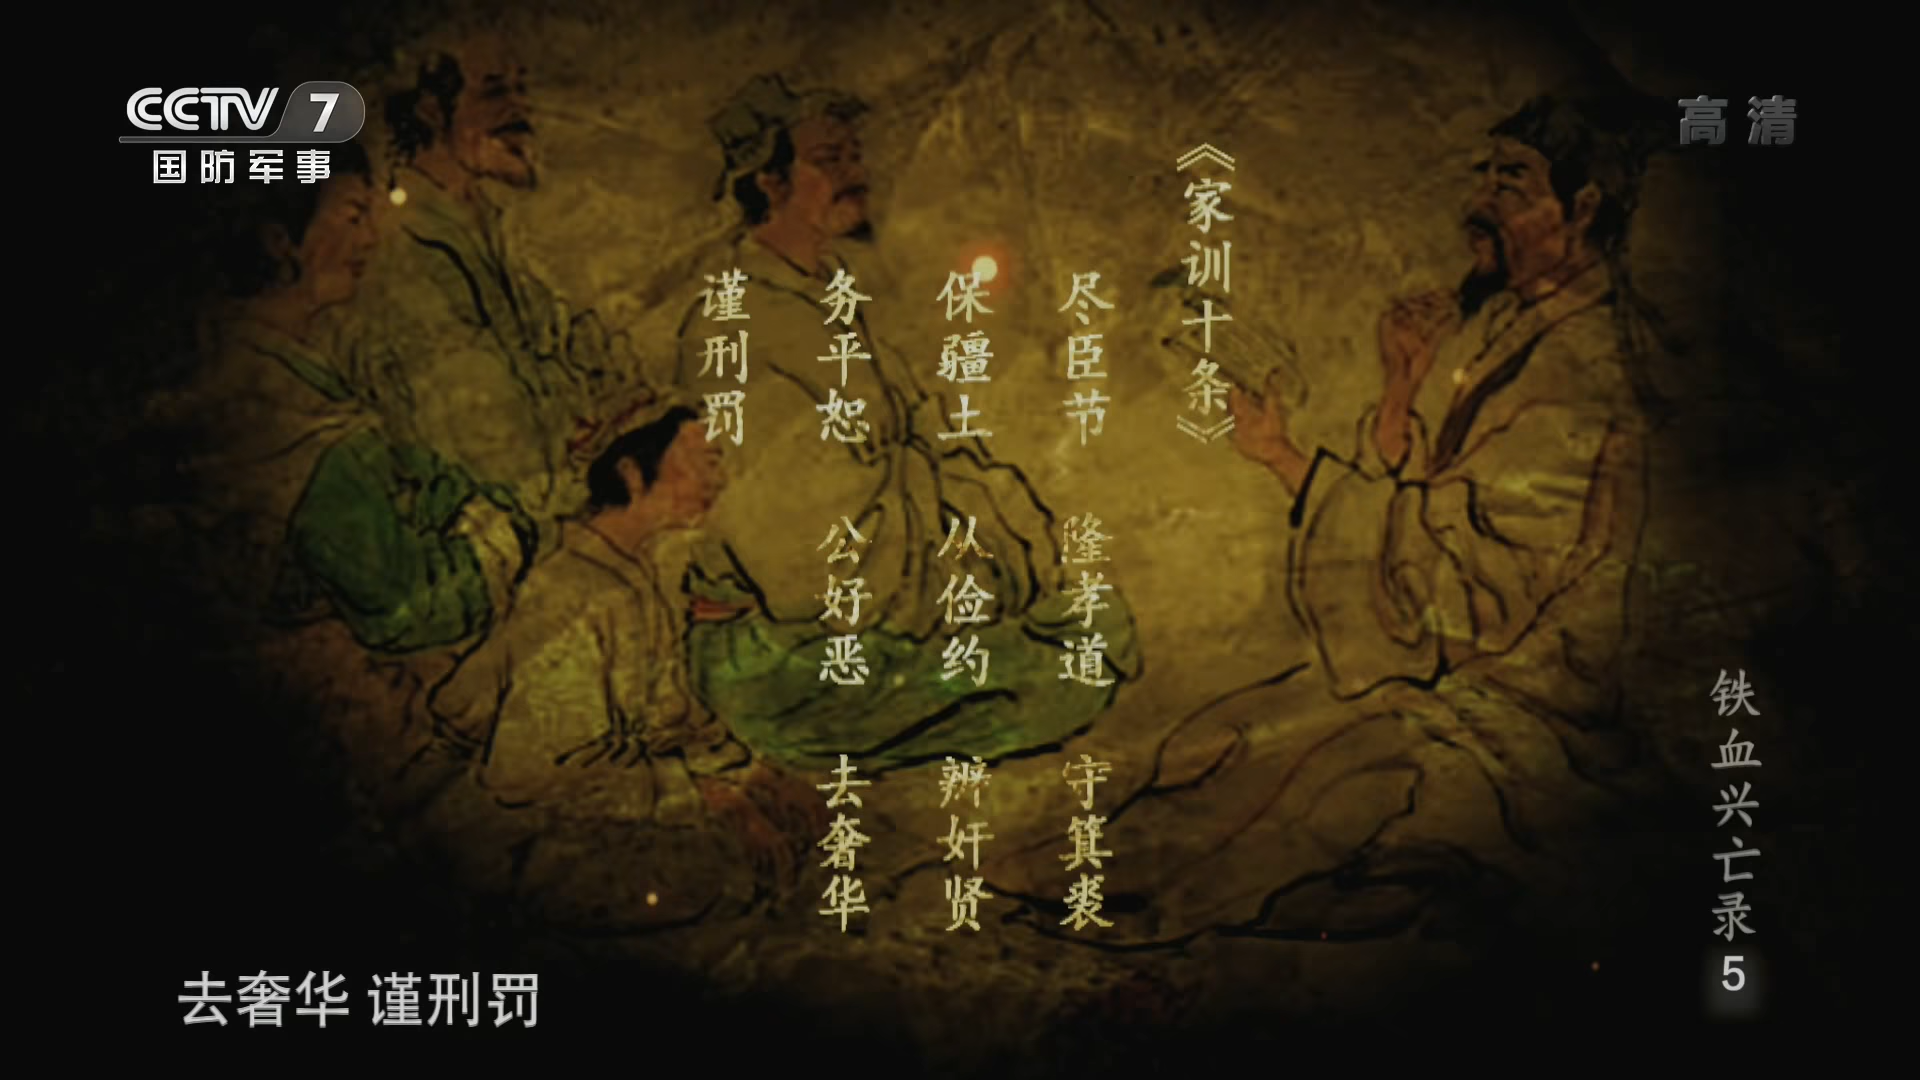 CCTV 7
国防军事
高清
《家训十条》
尽臣节 隆孝道 守箕裘
保疆土 从俭约 辨奸贤
务平恕 公好恶 去奢华
谨刑罚
铁血兴亡录 5
去奢华 谨刑罚